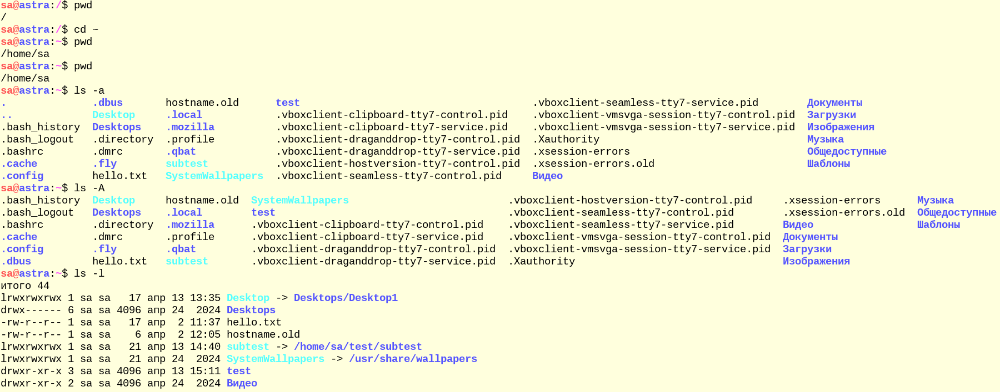 sa@astra:/$ pwd
/
sa@astra:/$ cd ~
sa@astra:~$ pwd
/home/sa
sa@astra:~$ pwd
/home/sa
sa@astra:~$ ls -a
.              .dbus       hostname.old      test                                      .vboxclient-seamless-tty7-service.pid        Документы
..             Desktop     .local            .vboxclient-clipboard-tty7-control.pid    .vboxclient-vmsvga-session-tty7-control.pid  Загрузки
.bash_history  Desktops    .mozilla          .vboxclient-clipboard-tty7-service.pid    .vboxclient-vmsvga-session-tty7-service.pid  Изображения
.bash_logout   .directory  .profile          .vboxclient-draganddrop-tty7-control.pid  .Xauthority                                  Музыка
.bashrc        .dmrc       .qbat             .vboxclient-draganddrop-tty7-service.pid  .xsession-errors                             Общедоступные
.cache         .fly        subtest           .vboxclient-hostversion-tty7-control.pid  .xsession-errors.old                         Шаблоны
.config        hello.txt   SystemWallpapers  .vboxclient-seamless-tty7-control.pid     Видео
sa@astra:~$ ls -A
.bash_history  Desktop     hostname.old  SystemWallpapers                          .vboxclient-hostversion-tty7-control.pid     .xsession-errors      Музыка
.bash_logout   Desktops    .local        test                                      .vboxclient-seamless-tty7-control.pid        .xsession-errors.old  Общедоступные
.bashrc        .directory  .mozilla      .vboxclient-clipboard-tty7-control.pid    .vboxclient-seamless-tty7-service.pid        Видео                 Шаблоны
.cache         .dmrc       .profile      .vboxclient-clipboard-tty7-service.pid    .vboxclient-vmsvga-session-tty7-control.pid  Документы
.config        .fly        .qbat         .vboxclient-draganddrop-tty7-control.pid  .vboxclient-vmsvga-session-tty7-service.pid  Загрузки
.dbus          hello.txt   subtest       .vboxclient-draganddrop-tty7-service.pid  .Xauthority                                  Изображения
sa@astra:~$ ls -l
итого 44
lrwxrwxrwx 1 sa sa   17 апр 13 13:35 Desktop -> Desktops/Desktop1
drwx------ 6 sa sa 4096 апр 24  2024 Desktops
-rw-r--r-- 1 sa sa   17 апр  2 11:37 hello.txt
-rw-r--r-- 1 sa sa    6 апр  2 12:05 hostname.old
lrwxrwxrwx 1 sa sa   21 апр 13 14:40 subtest -> /home/sa/test/subtest
lrwxrwxrwx 1 sa sa   21 апр 24  2024 SystemWallpapers -> /usr/share/wallpapers
drwxr-xr-x 3 sa sa 4096 апр 13 15:11 test
drwxr-xr-x 2 sa sa 4096 апр 24  2024 Видео